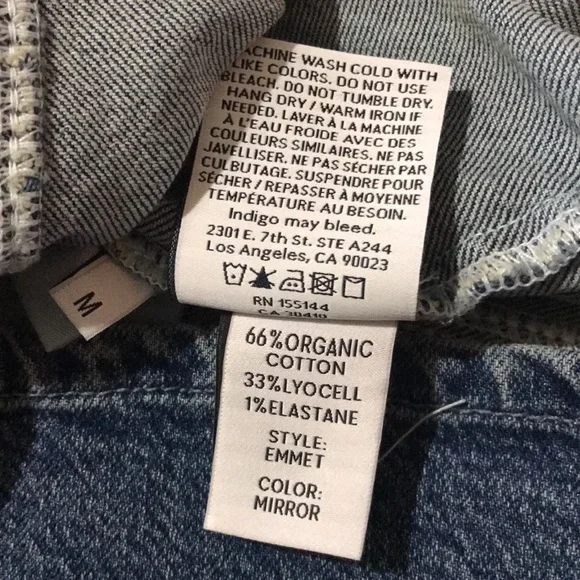 MACHINE WASH COLD WITH
LIKE COLORS. DO NOT USE
BLEACH. DO NOT TUMBLE DRY.
HANG DRY / WARM IRON IF
NEEDED. LAVER À LA MACHINE
À L'EAU FROIDE AVEC DES
COULEURS SIMILAIRES. NE PAS
JAVELLISER. NE PAS SÉCHER PAR
CULBUTAGE. SUSPENDRE POUR
SÉCHER / REPASSER À MOYENNE
TEMPÉRATURE AU BESOIN.
Indigo may bleed.
2301 E. 7th St. STE A244
Los Angeles, CA 90023
RN 155144
CA 30410
M
66%ORGANIC
COTTON
33%LYOCELL
1%ELASTANE
STYLE:
EMMET
COLOR:
MIRROR